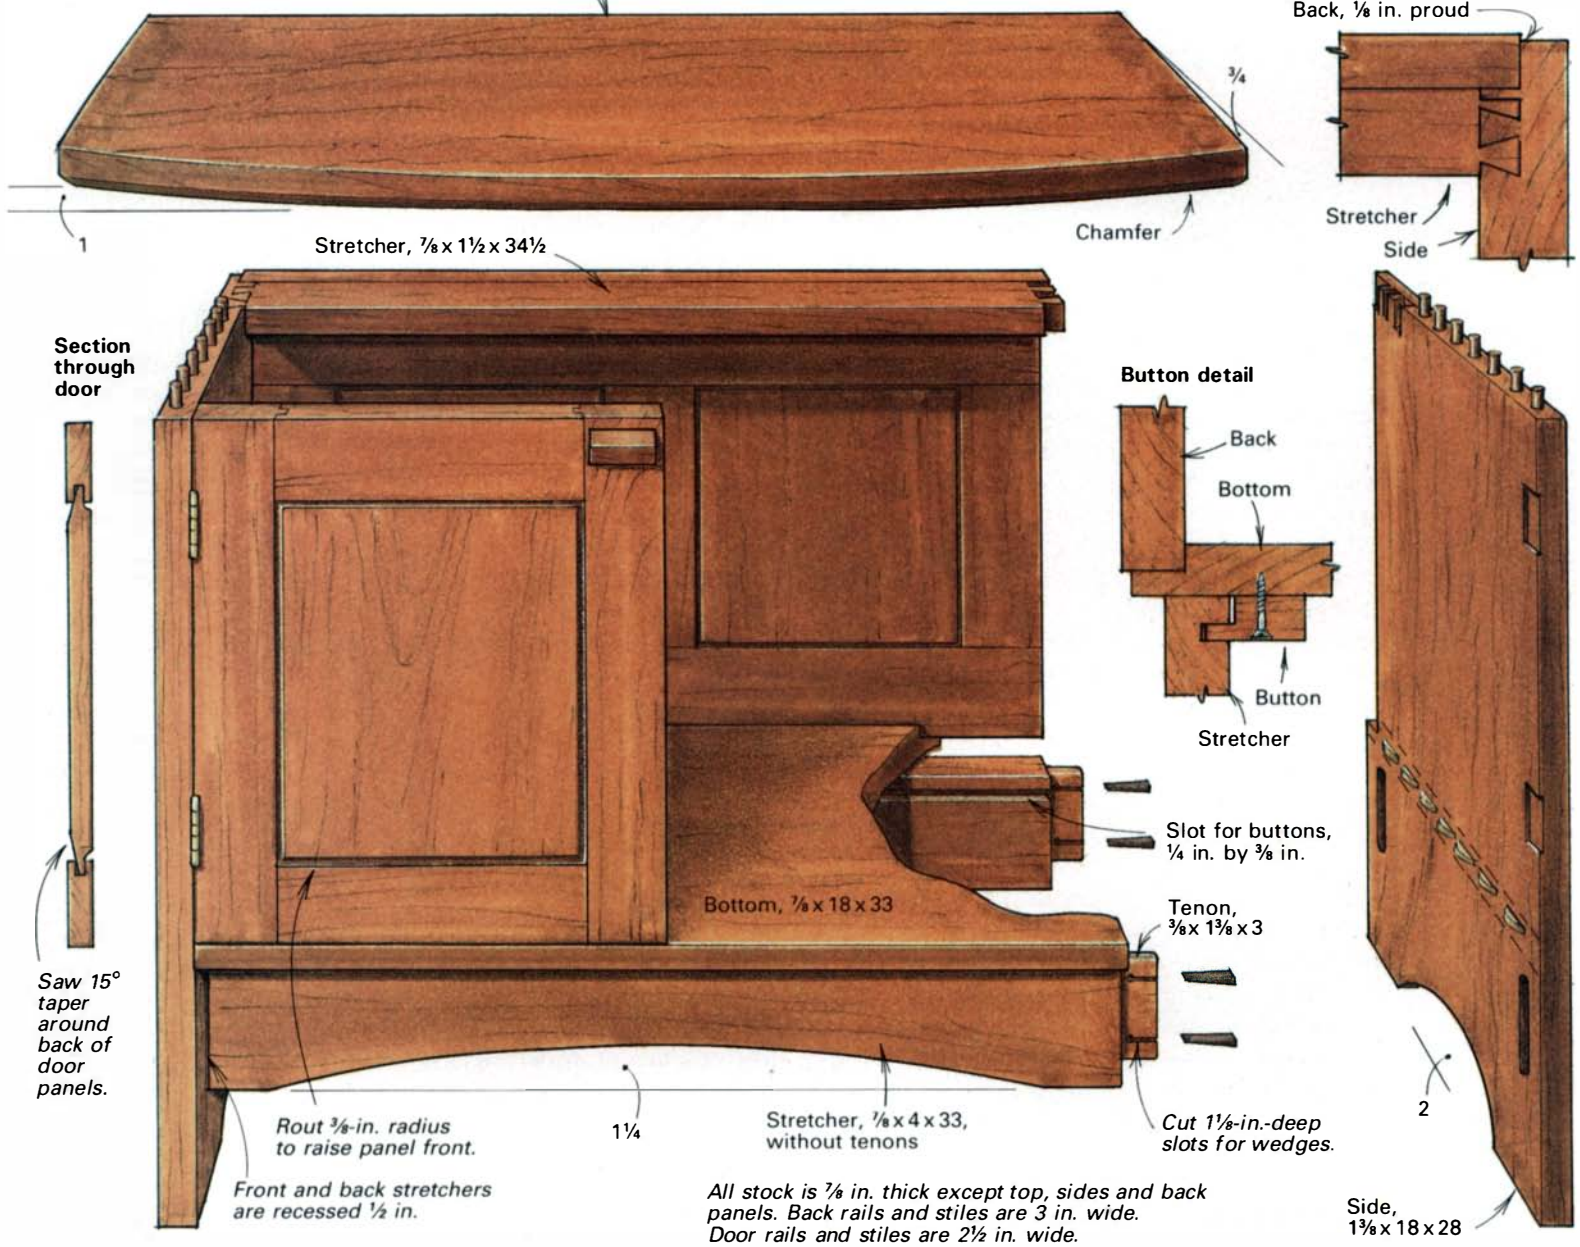 Back, ⅛ in. proud
¾
Stretcher
Side
Chamfer
1
Stretcher, ⅞ x 1½ x 34½
Section
through
door
Button detail
Back
Bottom
Button
Stretcher
Slot for buttons,
¼ in. by ⅜ in.
Bottom, ⅞ x 18 x 33
Tenon,
⅜ x 1⅜ x 3
Saw 15°
taper
around
back of
door
panels.
Rout ⅜-in. radius
to raise panel front.
1¼
Stretcher, ⅞ x 4 x 33,
without tenons
Cut 1⅛-in.-deep
slots for wedges.
2
Front and back stretchers
are recessed ½ in.
All stock is ⅞ in. thick except top, sides and back
panels. Back rails and stiles are 3 in. wide.
Door rails and stiles are 2½ in. wide.
Side,
1⅜ x 18 x 28